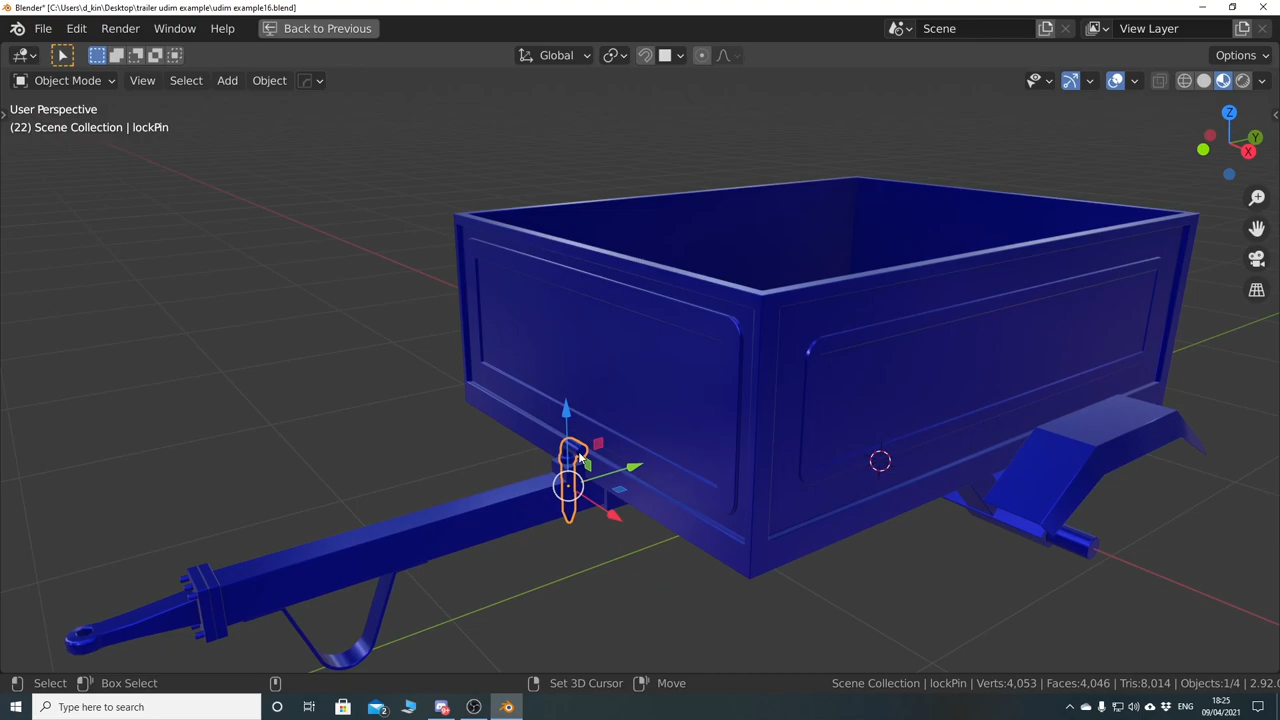 Blender* [C:\Users\d_kin\Desktop\trailer udim example\udim example16.blend]
File Edit Render Window Help Back to Previous Scene View Layer
Global Options
Object Mode View Select Add Object
User Perspective
(22) Scene Collection | lockPin
Z
Y
X
Select Box Select Set 3D Cursor Move Scene Collection | lockPin | Verts:4,053 | Faces:4,046 | Tris:8,014 | Objects:1/4 | 2.92.0
Type here to search 2 ENG 18:25
09/04/2021